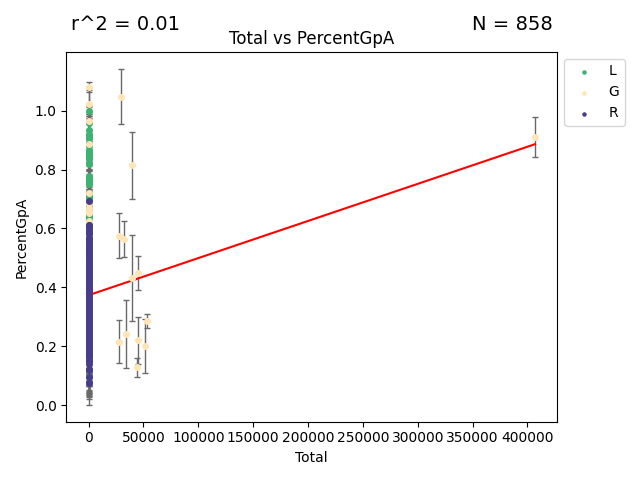 r^2 = 0.01
N = 858
Total vs PercentGpA
L
G
R
PercentGpA
1.0
0.8
0.6
0.4
0.2
0.0
0 50000 100000 150000 200000 250000 300000 350000 400000
Total